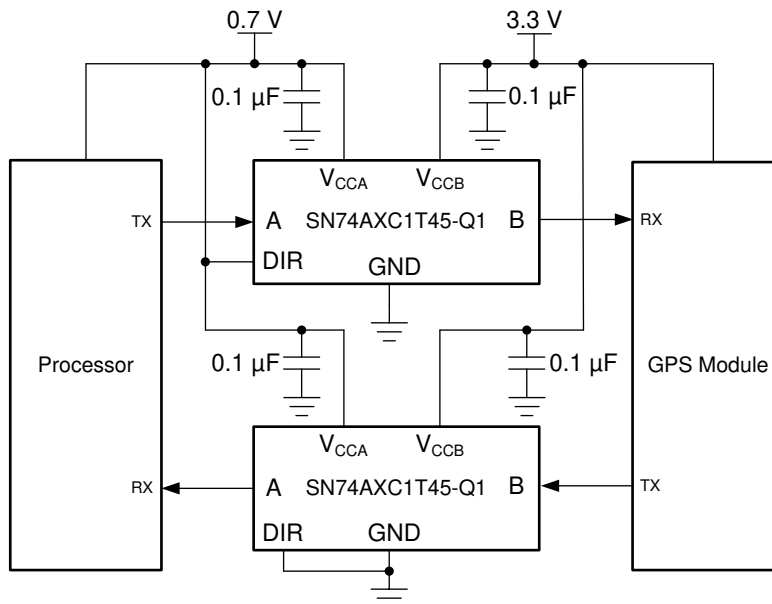 0.7 V
3.3 V
0.1 µF
0.1 µF
VCCA
VCCB
TX
A
SN74AXC1T45-Q1
B
RX
DIR
GND
Processor
0.1 µF
0.1 µF
GPS Module
VCCA
VCCB
RX
A
SN74AXC1T45-Q1
B
TX
DIR
GND